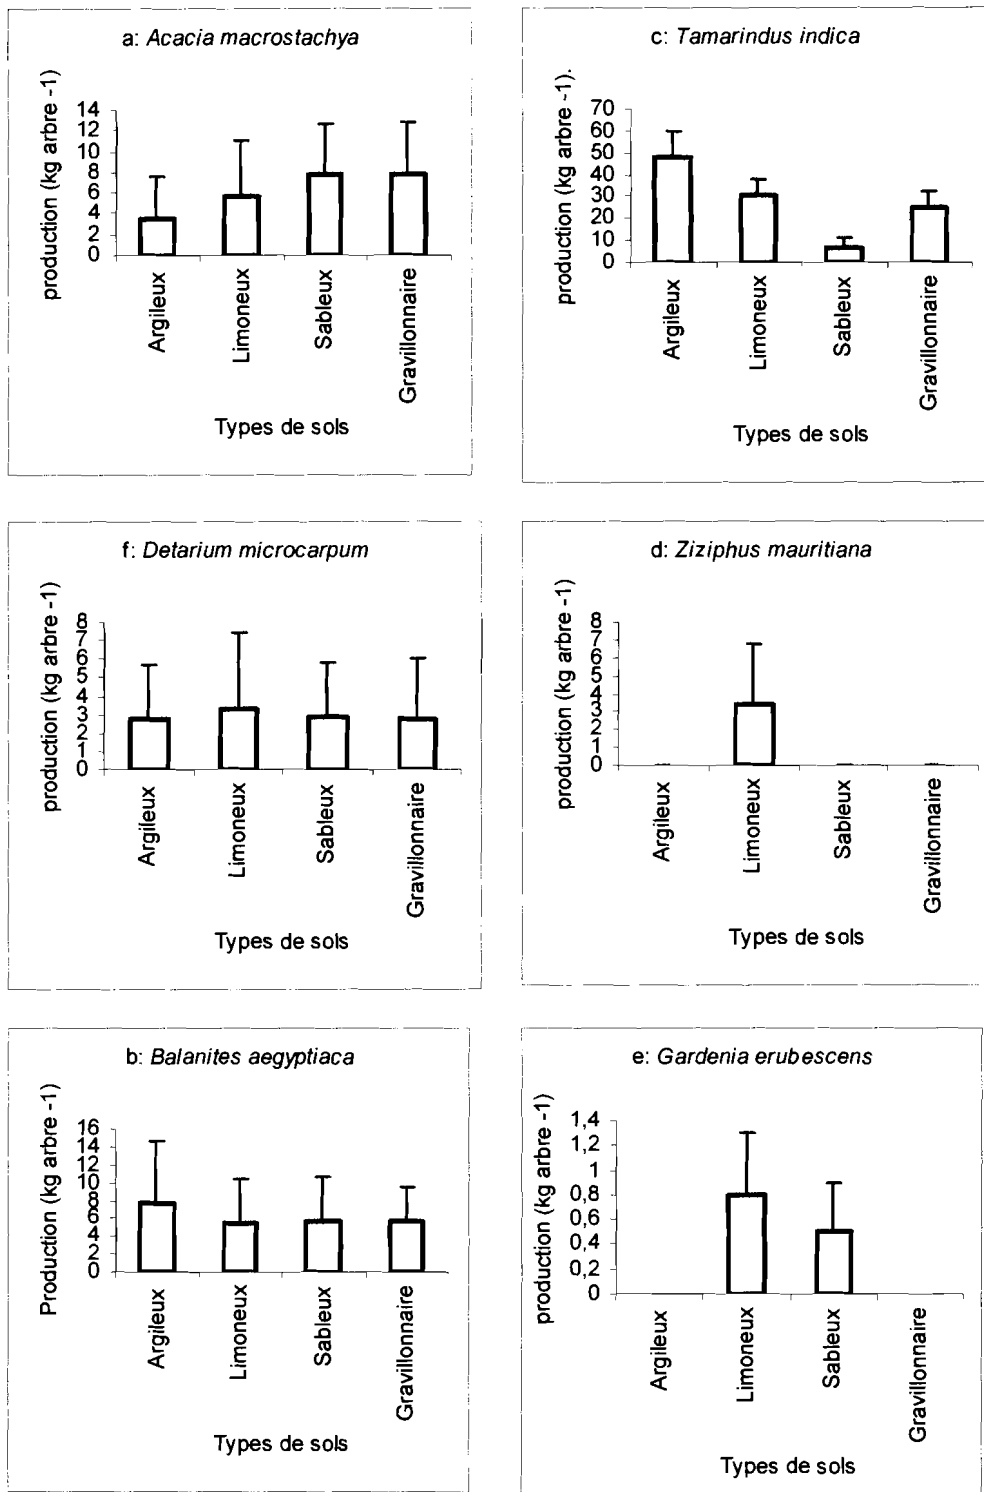 a: Acacia macrostachya
production (kg arbre -1)
14
12
10
8
6
4
2
0
Argileux
Limoneux
Sableux
Gravillonnaire
Types de sols
c: Tamarindus indica
production (kg arbre -1).
70
60
50
40
30
20
10
0
Argileux
Limoneux
Sableux
Gravillonnaire
Types de sols
f: Detarium microcarpum
production (kg arbre -1)
8
7
6
5
4
3
2
1
0
Argileux
Limoneux
Sableux
Gravillonnaire
Types de sols
d: Ziziphus mauritiana
production (kg arbre -1)
8
7
6
5
4
3
2
1
0
Argileux
Limoneux
Sableux
Gravillonnaire
Types de sols
b: Balanites aegyptiaca
Production (kg arbre -1)
16
14
12
10
8
6
4
2
0
Argileux
Limoneux
Sableux
Gravillonnaire
Types de sols
e: Gardenia erubescens
production (kg arbre -1)
1,4
1,2
1
0,8
0,6
0,4
0,2
0
Argileux
Limoneux
Sableux
Gravillonnaire
Types de sols